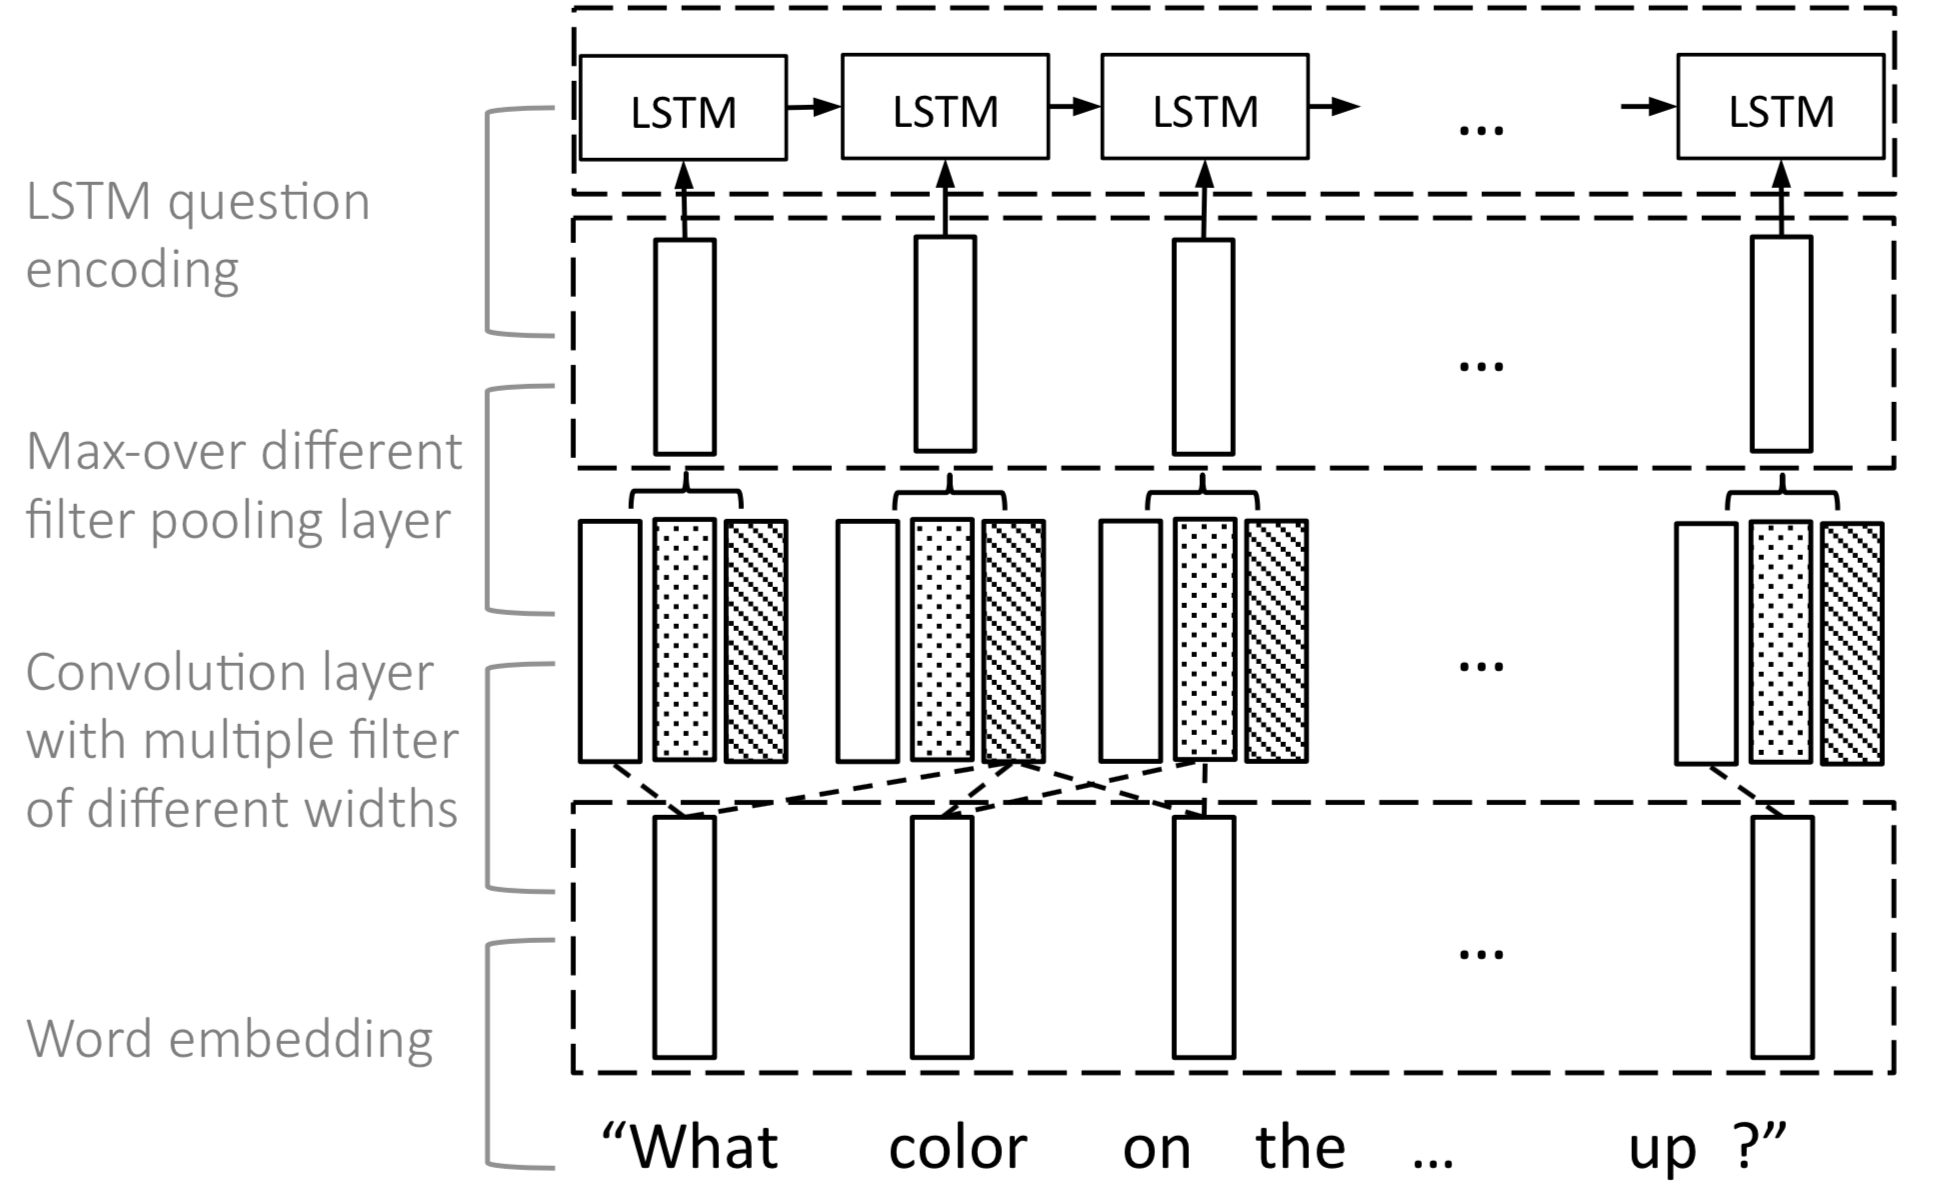 LSTM LSTM LSTM ... LSTM
LSTM question
encoding
...
Max-over different
filter pooling layer
...
Convolution layer
with multiple filter
of different widths
...
Word embedding
“What color on the ... up ?”